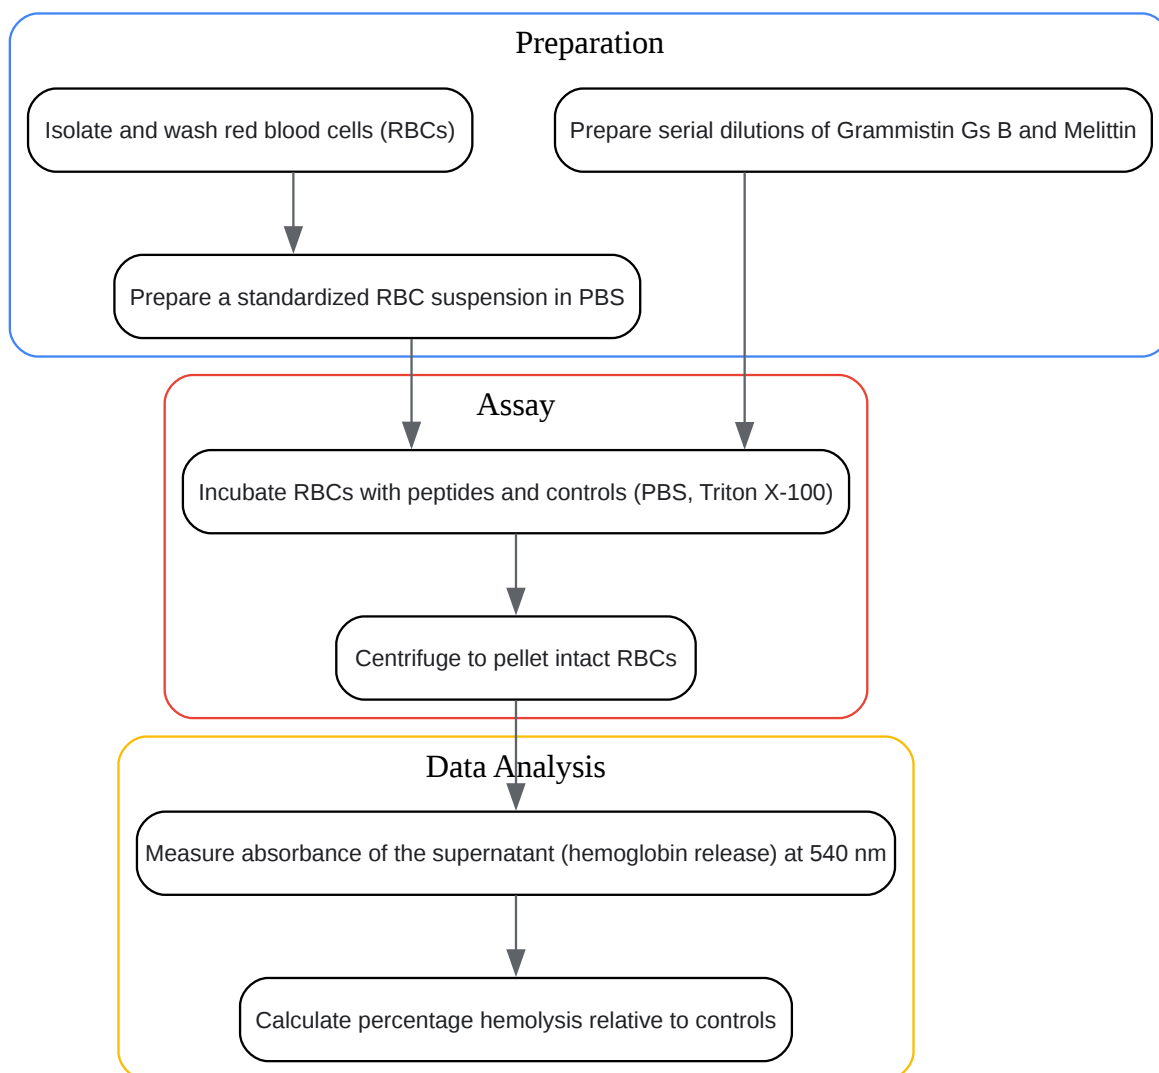 Preparation
Isolate and wash red blood cells (RBCs)
Prepare serial dilutions of Grammistin Gs B and Melittin
Prepare a standardized RBC suspension in PBS
Assay
Incubate RBCs with peptides and controls (PBS, Triton X-100)
Centrifuge to pellet intact RBCs
Data Analysis
Measure absorbance of the supernatant (hemoglobin release) at 540 nm
Calculate percentage hemolysis relative to controls